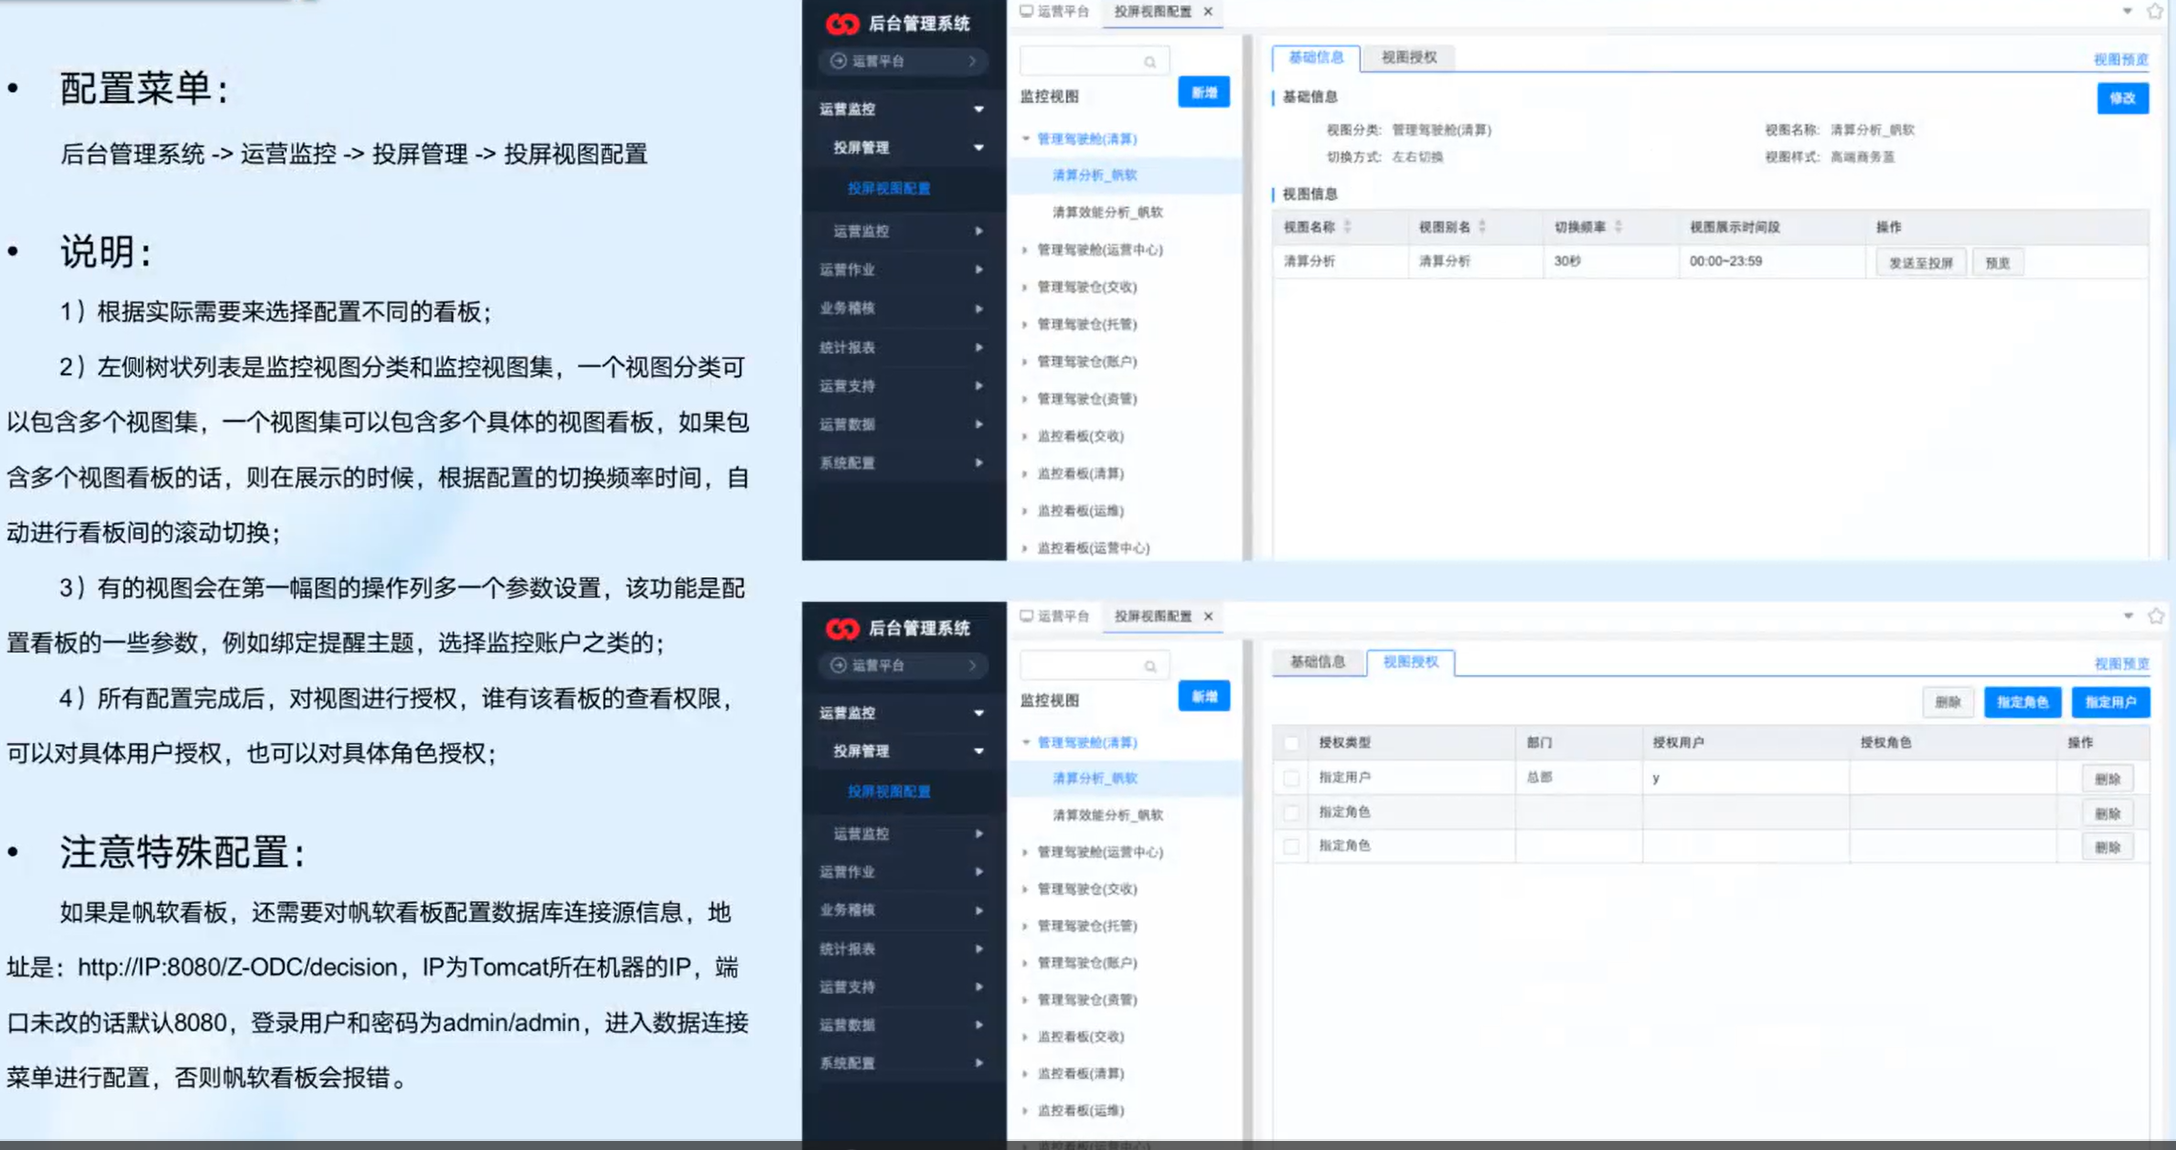 • 配置菜单：
后台管理系统 -> 运营监控 -> 投屏管理 -> 投屏视图配置
• 说明：
1）根据实际需要来选择配置不同的看板；
2）左侧树状列表是监控视图分类和监控视图集，一个视图分类可
以包含多个视图集，一个视图集可以包含多个具体的视图看板，如果包
含多个视图看板的话，则在展示的时候，根据配置的切换频率时间，自
动进行看板间的滚动切换；
3）有的视图会在第一幅图的操作列多一个参数设置，该功能是配
置看板的一些参数，例如绑定提醒主题，选择监控账户之类的；
4）所有配置完成后，对视图进行授权，谁有该看板的查看权限，
可以对具体用户授权，也可以对具体角色授权；
• 注意特殊配置：
如果是帆软看板，还需要对帆软看板配置数据库连接源信息，地
址是：http://IP:8080/Z-ODC/decision，IP为Tomcat所在机器的IP，端
口未改的话默认8080，登录用户和密码为admin/admin，进入数据连接
菜单进行配置，否则帆软看板会报错。
后台管理系统
运营平台
运营监控
投屏管理
投屏视图配置
运营监控
运营作业
业务稽核
统计报表
运营支持
运营数据
系统配置
运营平台 投屏视图配置 ×
监控视图 新增
管理驾驶舱(清算)
清算分析_帆软
清算效能分析_帆软
管理驾驶舱(运营中心)
管理驾驶仓(交收)
管理驾驶仓(托管)
管理驾驶仓(账户)
管理驾驶仓(资管)
监控看板(交收)
监控看板(清算)
监控看板(运维)
监控看板(运营中心)
基础信息 视图授权 视图预览
基础信息 修改
视图分类: 管理驾驶舱(清算) 视图名称: 清算分析_帆软
切换方式: 左右切换 视图样式: 高端商务蓝
视图信息
视图名称 视图别名 切换频率 视图展示时间段 操作
清算分析 清算分析 30秒 00:00~23:59 发送至投屏 预览
后台管理系统
运营平台
运营监控
投屏管理
投屏视图配置
运营监控
运营作业
业务稽核
统计报表
运营支持
运营数据
系统配置
运营平台 投屏视图配置 ×
监控视图 新增
管理驾驶舱(清算)
清算分析_帆软
清算效能分析_帆软
管理驾驶舱(运营中心)
管理驾驶仓(交收)
管理驾驶仓(托管)
管理驾驶仓(账户)
管理驾驶仓(资管)
监控看板(交收)
监控看板(清算)
监控看板(运维)
监控看板(运营中心)
基础信息 视图授权 视图预览
删除 指定角色 指定用户
授权类型 部门 授权用户 授权角色 操作
指定用户 总部 y 删除
指定角色 删除
指定角色 删除